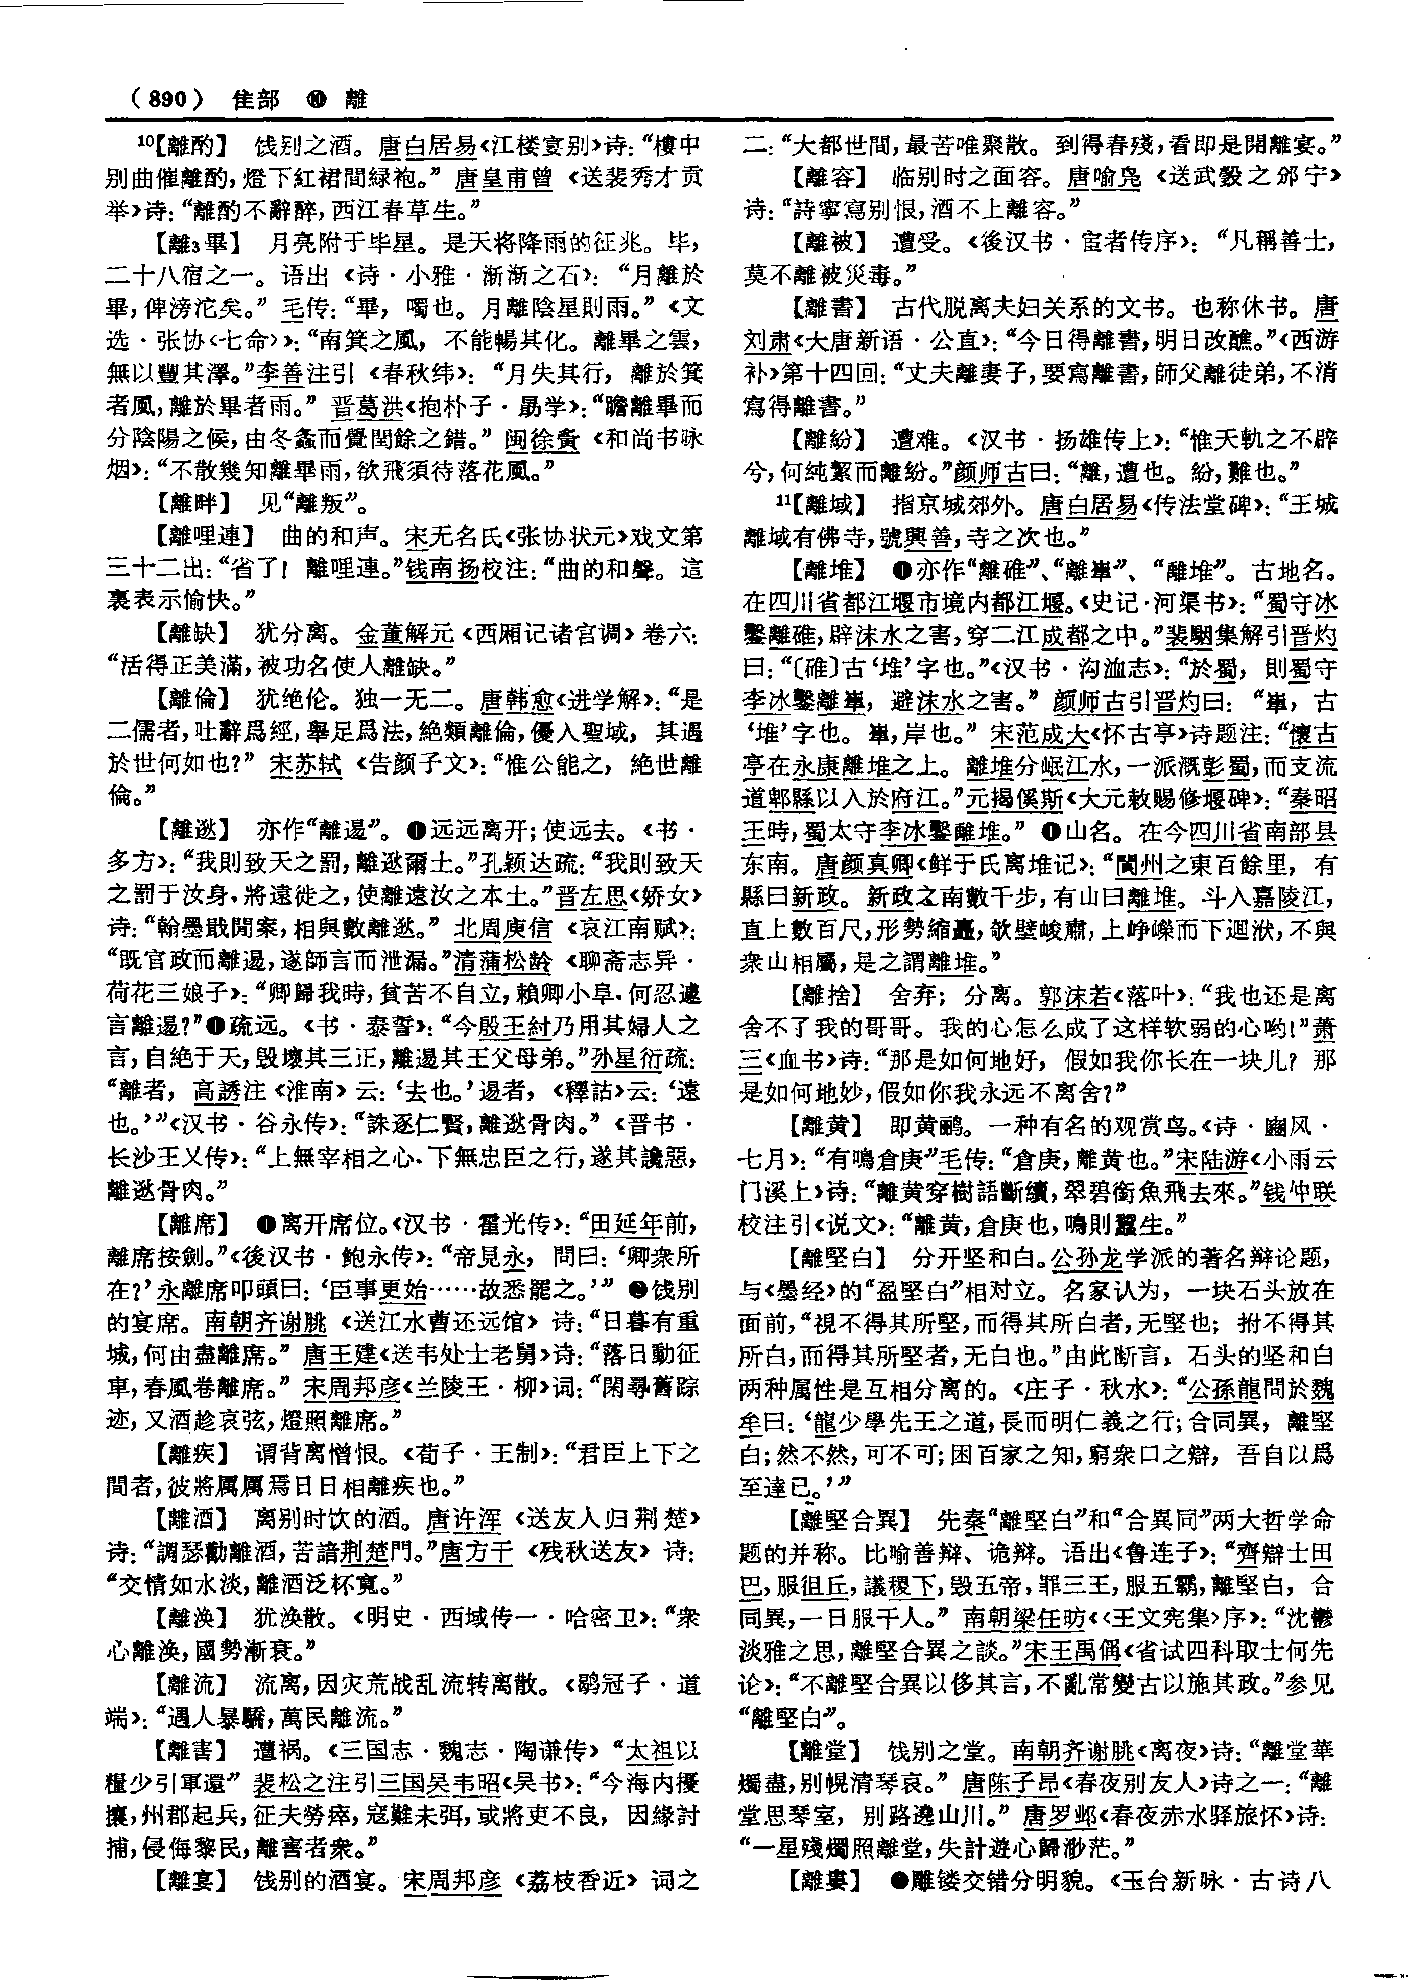 （890） 隹部 ⑩ 離
10【離酌】 饯别之酒。唐白居易《江楼宴别》诗：“樓中
别曲催離酌，燈下紅裙間緑袍。” 唐皇甫曾《送裴秀才贡
举》诗：“離酌不辭醉，西江春草生。”
【離3畢】 月亮附于毕星。是天将降雨的征兆。毕，
二十八宿之一。语出《诗·小雅·渐渐之石》：“月離於
畢，俾滂沱矣。”毛传：“畢，噣也。月離陰星則雨。”《文
选·张协〈七命〉》：“南箕之風，不能暢其化。離畢之雲，
無以豐其澤。”李善注引《春秋纬》：“月失其行，離於箕
者風，離於畢者雨。” 晋葛洪《抱朴子·勗学》：“瞻離畢而
分陰陽之候，由冬螽而覺閏餘之錯。” 闽徐夤《和尚书咏
烟》：“不散幾知離畢雨，欲飛須待落花風。”
【離畔】 见“離叛”。
【離哩連】 曲的和声。宋无名氏《张协状元》戏文第
三十二出：“省了！離哩連。”钱南扬校注：“曲的和聲。這
裏表示愉快。”
【離缺】 犹分离。金董解元《西厢记诸宫调》卷六：
“活得正美滿，被功名使人離缺。”
【離倫】 犹绝伦。独一无二。唐韩愈《进学解》：“是
二儒者，吐辭爲經，舉足爲法，絶類離倫，優入聖域，其遇
於世何如也？” 宋苏轼《告颜子文》：“惟公能之，絶世離
倫。”
【離逖】 亦作“離逷”。❶远远离开；使远去。《书·
多方》：“我則致天之罰，離逖爾土。”孔颖达疏：“我則致天
之罰于汝身，將遠徙之，使離遠汝之本土。”晋左思《娇女》
诗：“翰墨戢閒案，相與數離逖。” 北周庾信《哀江南赋》：
“既官政而離逷，遂師言而泄漏。”清蒲松龄《聊斋志异·
荷花三娘子》：“卿歸我時，貧苦不自立，賴卿小阜，何忍遽
言離逷？”❷疏远。《书·泰誓》：“今殷王紂乃用其婦人之
言，自絶于天，毁壞其三正，離逷其王父母弟。”孙星衍疏：
“離者，高誘注《淮南》云：‘去也。’逷者，《釋詁》云：‘遠
也。’”《汉书·谷永传》：“誅逐仁賢，離逖骨肉。”《晋书·
长沙王乂传》：“上無宰相之心，下無忠臣之行，遂其讒惡，
離逖骨肉。”
【離席】 ❶离开席位。《汉书·霍光传》：“田延年前，
離席按劍。”《後汉书·鲍永传》：“帝見永，問曰：‘卿衆所
在？’永離席叩頭曰：‘臣事更始……故悉罷之。’” ❷饯别
的宴席。南朝齐谢朓《送江水曹还远馆》诗：“日暮有重
城，何由盡離席。” 唐王建《送韦处士老舅》诗：“落日動征
車，春風卷離席。” 宋周邦彦《兰陵王·柳》词：“閑尋舊踪
迹，又酒趁哀弦，燈照離席。”
【離疾】 谓背离憎恨。《荀子·王制》：“君臣上下之
間者，彼將厲厲焉日日相離疾也。”
【離酒】 离别时饮的酒。唐许浑《送友人归荆楚》
诗：“調瑟勸離酒，苦諳荆楚門。”唐方干《残秋送友》诗：
“交情如水淡，離酒泛杯寬。”
【離渙】 犹涣散。《明史·西域传一·哈密卫》：“衆
心離渙，國勢漸衰。”
【離流】 流离，因灾荒战乱流转离散。《鹖冠子·道
端》：“遇人暴驕，萬民離流。”
【離害】 遭祸。《三国志·魏志·陶谦传》“太祖以
糧少引軍還” 裴松之注引三国吴韦昭《吴书》：“今海内擾
攘，州郡起兵，征夫勞瘁，寇難未弭，或將吏不良，因緣討
捕，侵侮黎民，離害者衆。”
【離宴】 饯别的酒宴。宋周邦彦《荔枝香近》词之
二：“大都世間，最苦唯聚散。到得春殘，看即是開離宴。”
【離容】 临别时之面容。唐喻凫《送武毂之邠宁》
诗：“詩寧寫别恨，酒不上離容。”
【離被】 遭受。《後汉书·宦者传序》：“凡稱善士，
莫不離被災毒。”
【離書】 古代脱离夫妇关系的文书。也称休书。唐
刘肃《大唐新语·公直》：“今日得離書，明日改醮。”《西游
补》第十四回：“丈夫離妻子，要寫離書，師父離徒弟，不消
寫得離書。”
【離紛】 遭难。《汉书·扬雄传上》：“惟天軌之不辟
兮，何純絜而離紛。”颜师古曰：“離，遭也。紛，難也。”
11【離域】 指京城郊外。唐白居易《传法堂碑》：“王城
離域有佛寺，號興善，寺之次也。”
【離堆】 ❶亦作“離碓”、“離㟪”、“雕堆”。古地名。
在四川省都江堰市境内都江堰。《史记·河渠书》：“蜀守冰
鑿離碓，辟沫水之害，穿二江成都之中。”裴駰集解引晋灼
曰：“〔碓〕古‘堆’字也。”《汉书·沟洫志》：“於蜀，則蜀守
李冰鑿離㟪，避沫水之害。” 颜师古引晋灼曰：“㟪，古
‘堆’字也。㟪，岸也。” 宋范成大《怀古亭》诗题注：“懷古
亭在永康離堆之上。離堆分岷江水，一派溉彭蜀，而支流
道郫縣以入於府江。”元揭傒斯《大元敕赐修堰碑》：“秦昭
王時，蜀太守李冰鑿雕堆。” ❷山名。在今四川省南部县
东南。唐颜真卿《鲜于氏离堆记》：“閬州之東百餘里，有
縣曰新政。新政之南數千步，有山曰離堆。斗入嘉陵江，
直上數百尺，形勢縮矗，欹壁峻肅，上崢嶸而下迴洑，不與
衆山相屬，是之謂離堆。”
【離捨】 舍弃；分离。郭沫若《落叶》：“我也还是离
舍不了我的哥哥。我的心怎么成了这样软弱的心哟！”萧
三《血书》诗：“那是如何地好，假如我你长在一块儿？那
是如何地妙，假如你我永远不离舍？”
【離黄】 即黄鹂。一种有名的观赏鸟。《诗·豳风·
七月》：“有鳴倉庚”毛传：“倉庚，離黄也。”宋陆游《小雨云
门溪上》诗：“離黄穿樹語斷續，翠碧銜魚飛去來。”钱仲联
校注引《说文》：“離黄，倉庚也，鳴則蠶生。”
【離堅白】 分开坚和白。公孙龙学派的著名辩论题，
与《墨经》的“盈堅白”相对立。名家认为，一块石头放在
面前，“視不得其所堅，而得其所白者，无堅也；拊不得其
所白，而得其所堅者，无白也。”由此断言，石头的坚和白
两种属性是互相分离的。《庄子·秋水》：“公孫龍問於魏
牟曰：‘龍少學先王之道，長而明仁義之行；合同異，離堅
白；然不然，可不可；困百家之知，窮衆口之辯，吾自以爲
至達已。’”
【離堅合異】 先秦“離堅白”和“合異同”两大哲学命
题的并称。比喻善辩、诡辩。语出《鲁连子》：“齊辯士田
巴，服徂丘，議稷下，毁五帝，罪三王，服五霸，離堅白，合
同異，一日服千人。” 南朝梁任昉《〈王文宪集〉序》：“沈鬱
淡雅之思，離堅合異之談。”宋王禹偁《省试四科取士何先
论》：“不離堅合異以侈其言，不亂常變古以施其政。”参见
“離堅白”。
【離堂】 饯别之堂。南朝齐谢朓《离夜》诗：“離堂華
燭盡，别幌清琴哀。” 唐陈子昂《春夜别友人》诗之一：“離
堂思琴室，别路遶山川。” 唐罗邺《春夜赤水驿旅怀》诗：
“一星殘燭照離堂，失計遊心歸渺茫。”
【離婁】 ❶雕镂交错分明貌。《玉台新咏·古诗八